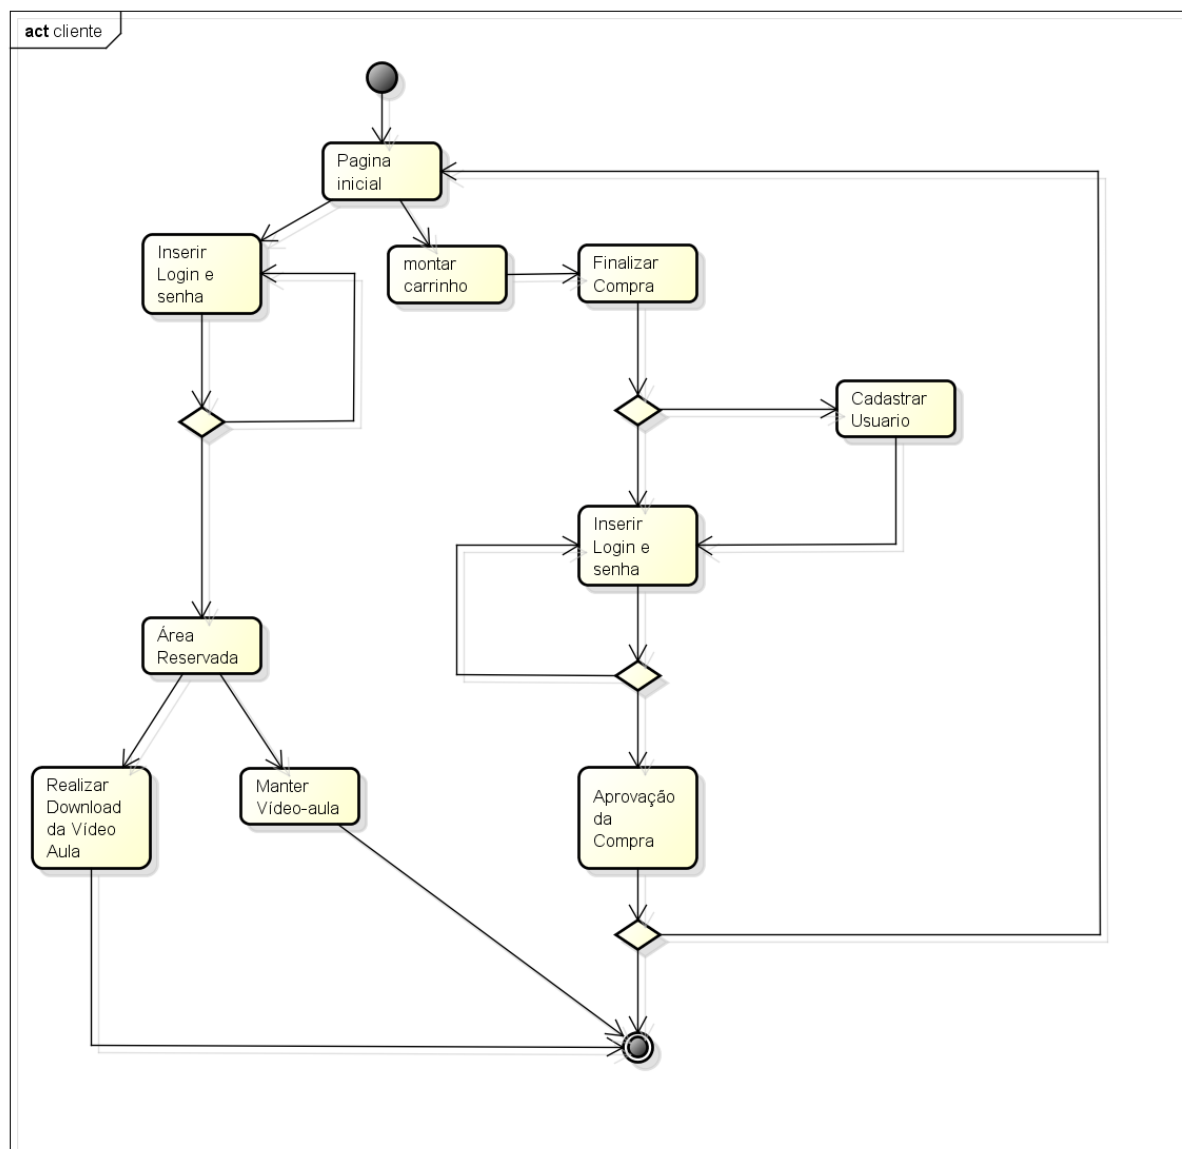 act cliente
Pagina
inicial
Inserir
Login e
senha
montar
carrinho
Finalizar
Compra
Cadastrar
Usuario
Inserir
Login e
senha
Área
Reservada
Realizar
Download
da Vídeo
Aula
Manter
Vídeo-aula
Aprovação
da
Compra